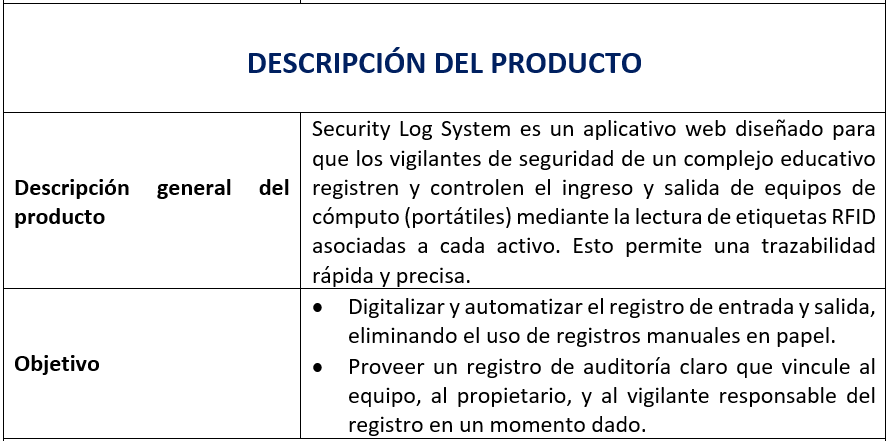 DESCRIPCIÓN DEL PRODUCTO
Descripción general del
producto
Security Log System es un aplicativo web diseñado para
que los vigilantes de seguridad de un complejo educativo
registren y controlen el ingreso y salida de equipos de
cómputo (portátiles) mediante la lectura de etiquetas RFID
asociadas a cada activo. Esto permite una trazabilidad
rápida y precisa.
Objetivo
• Digitalizar y automatizar el registro de entrada y salida,
eliminando el uso de registros manuales en papel.
• Proveer un registro de auditoría claro que vincule al
equipo, al propietario, y al vigilante responsable del
registro en un momento dado.